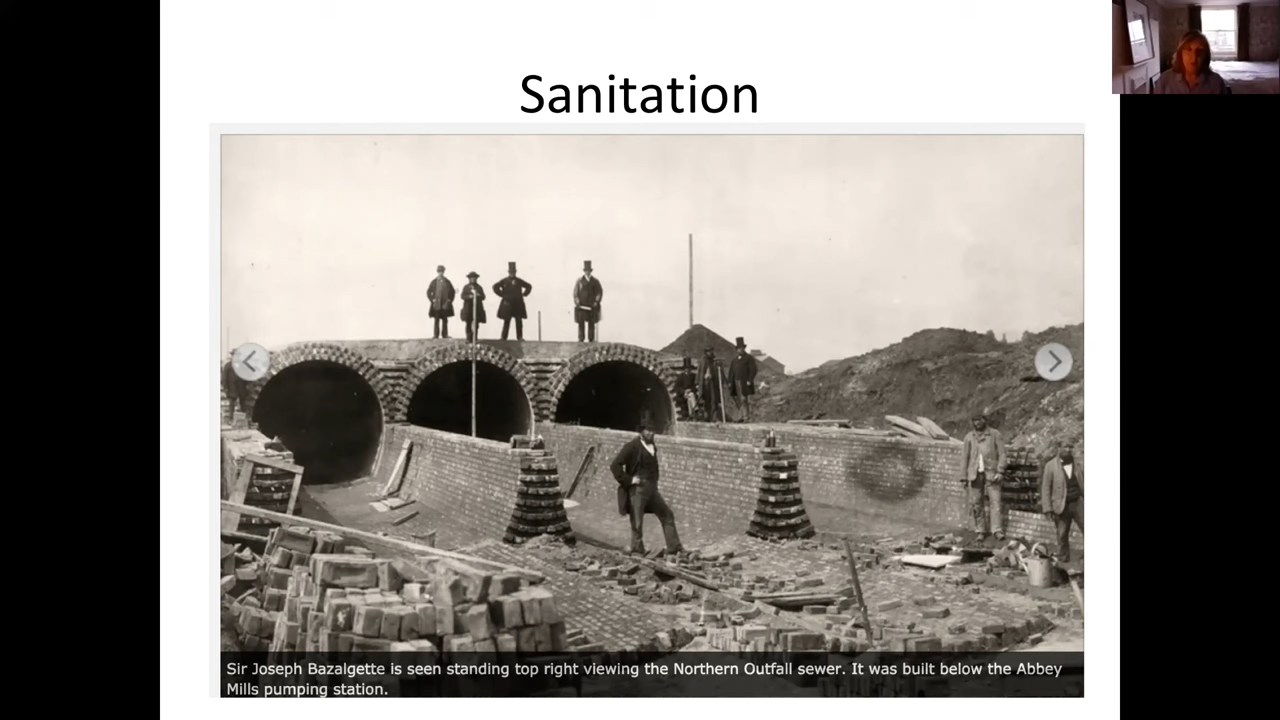 Sanitation
Sir Joseph Bazalgette is seen standing top right viewing the Northern Outfall sewer. It was built below the Abbey
Mills pumping station.